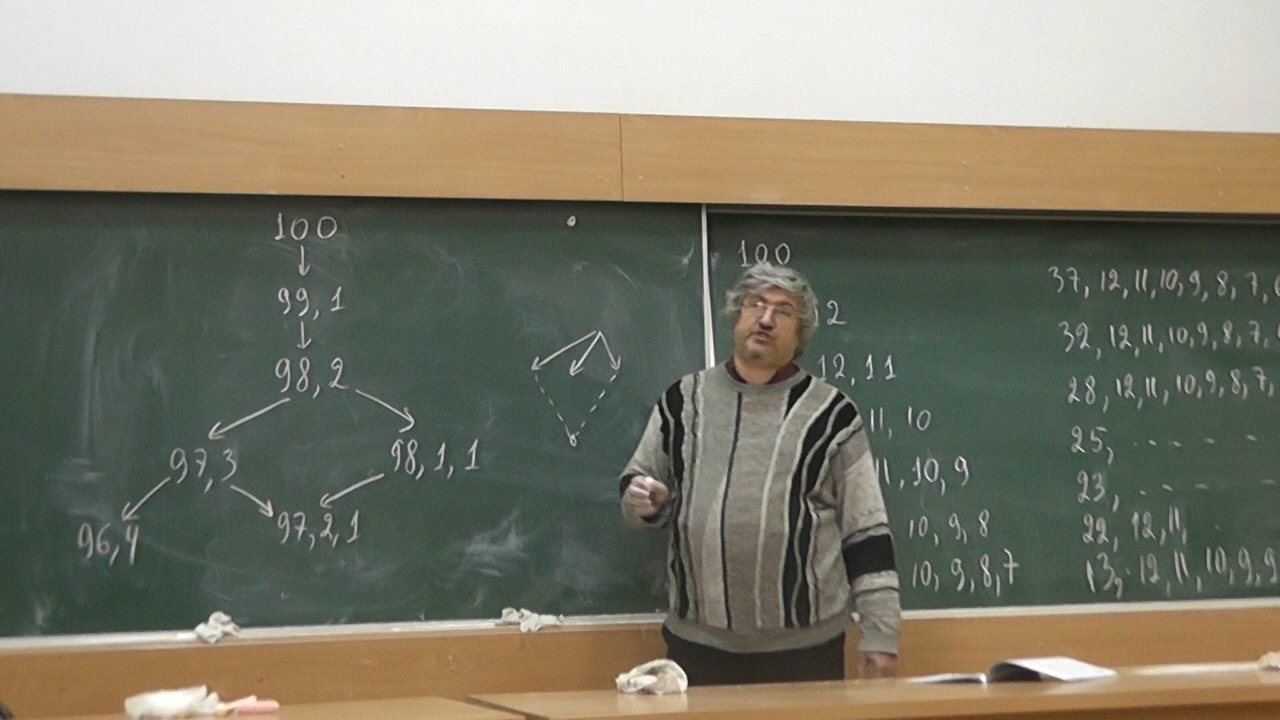 100
99, 1
98, 2
97, 3
98, 1, 1
96, 4
97, 2, 1
100
2
12, 11
11, 10
11, 10, 9
10, 9, 8
10, 9, 8, 7
37, 12, 11, 10, 9, 8, 7,
32, 12, 11, 10, 9, 8, 7,
28, 12, 11, 10, 9, 8, 7,
25, - - - - -
23, - - - -
22, 12, 11,
13, 12, 11, 10, 9, 9